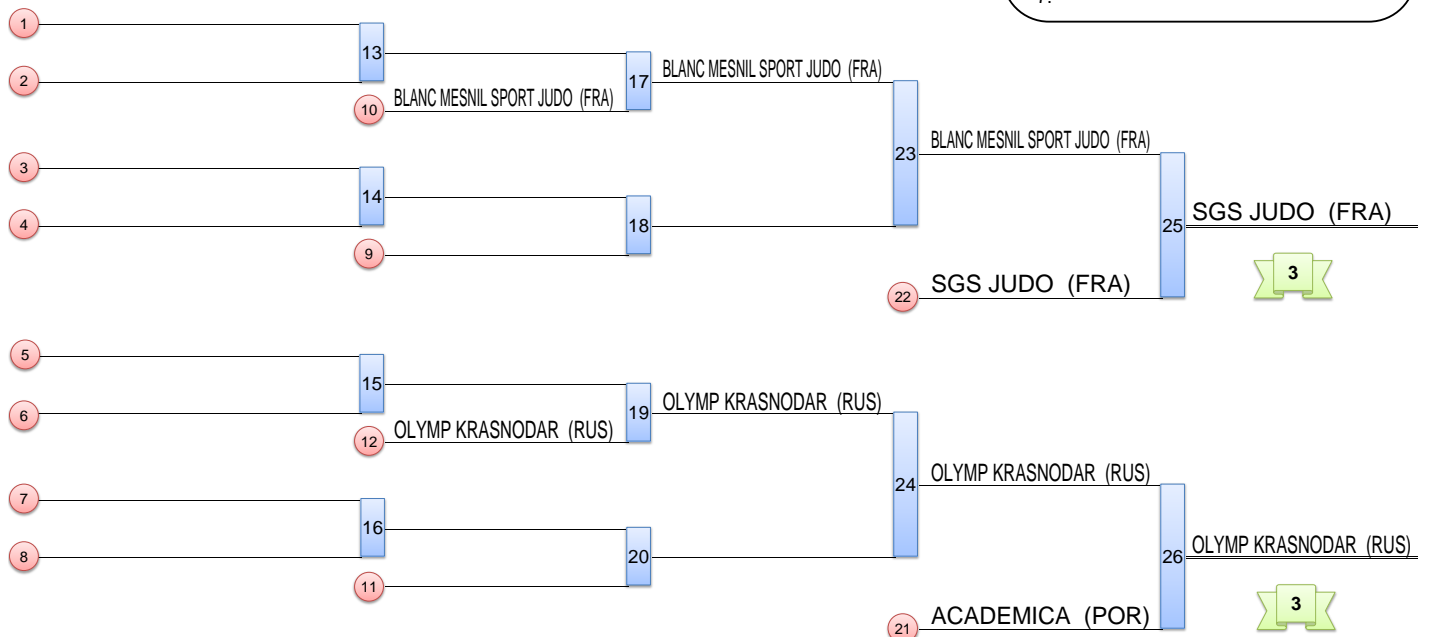 1
13
2
17
BLANC MESNIL SPORT JUDO (FRA)
10
BLANC MESNIL SPORT JUDO (FRA)
23
BLANC MESNIL SPORT JUDO (FRA)
3
14
4
18
9
25
SGS JUDO (FRA)
3
22
SGS JUDO (FRA)
5
15
6
19
OLYMP KRASNODAR (RUS)
12
OLYMP KRASNODAR (RUS)
24
OLYMP KRASNODAR (RUS)
7
16
8
20
11
26
OLYMP KRASNODAR (RUS)
3
21
ACADEMICA (POR)